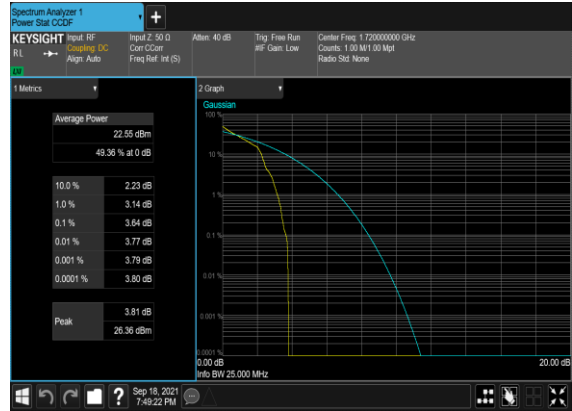 Spectrum Analyzer 1
Power Stat CCDF
KEYSIGHT
RL
Input: RF
Coupling: DC
Align: Auto
Input Z: 50 Ω
Corr CCorr
Freq Ref: Int (S)
Atten: 40 dB
Trig: Free Run
#IF Gain: Low
Center Freq: 1.720000000 GHz
Counts: 1.00 M/1.00 Mpt
Radio Std: None
1 Metrics
Average Power
22.55 dBm
49.36 % at 0 dB
10.0 % 2.23 dB
1.0 % 3.14 dB
0.1 % 3.64 dB
0.01 % 3.77 dB
0.001 % 3.79 dB
0.0001 % 3.80 dB
Peak
3.81 dB
26.36 dBm
2 Graph
Gaussian
100 %
10 %
1 %
0.1 %
0.01 %
0.001 %
0.0001 %
0.00 dB
20.00 dB
Info BW 25.000 MHz
?
Sep 18, 2021
7:49:22 PM